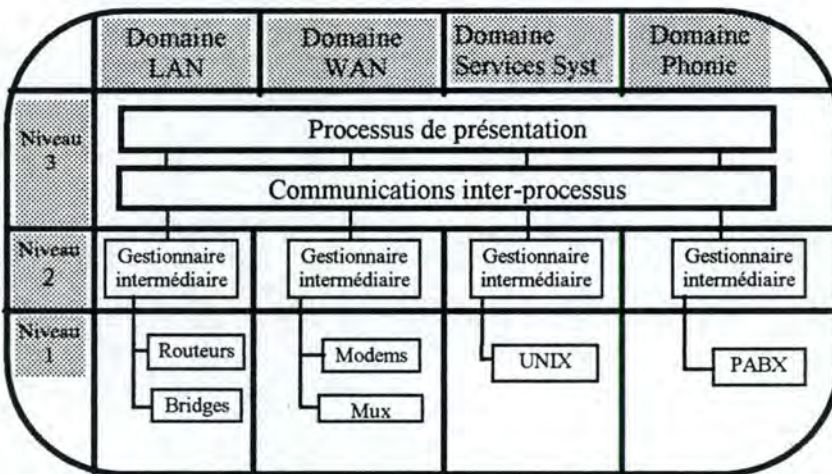 Domaine
LAN
Domaine
WAN
Domaine
Services Syst
Domaine
Phonie
Niveau
3
Processus de présentation
Communications inter-processus
Niveau
2
Gestionnaire
intermédiaire
Gestionnaire
intermédiaire
Gestionnaire
intermédiaire
Gestionnaire
intermédiaire
Niveau
1
Routeurs
Modems
UNIX
PABX
Bridges
Mux